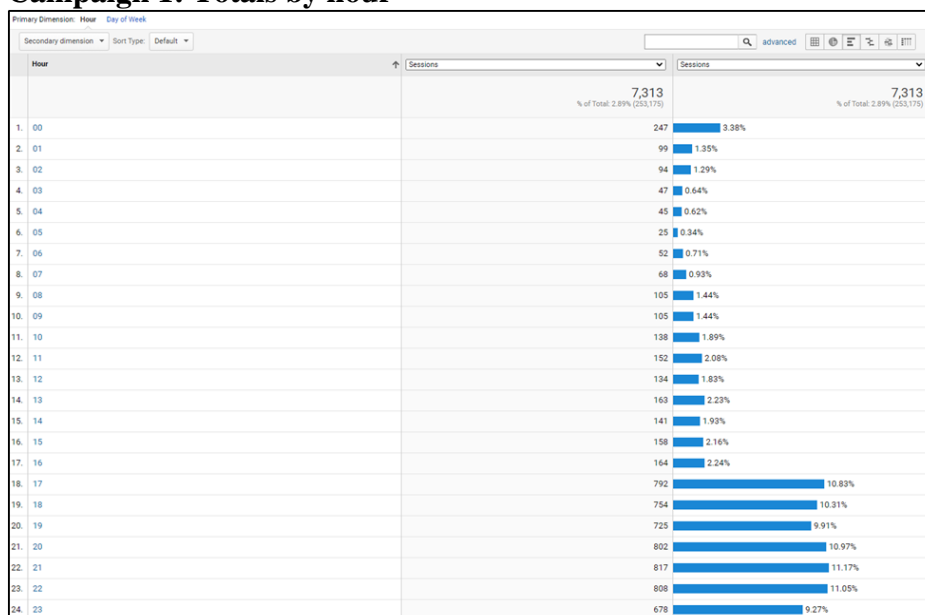 Campaign 1: Totals by hour
Primary Dimension: Hour Day of Week
Secondary dimension Sort Type: Default advanced
Hour Sessions Sessions
7,313 7,313
% of Total: 2.89% (253,175) % of Total: 2.89% (253,175)
1. 00 247 3.38%
2. 01 99 1.35%
3. 02 94 1.29%
4. 03 47 0.64%
5. 04 45 0.62%
6. 05 25 0.34%
7. 06 52 0.71%
8. 07 68 0.93%
9. 08 105 1.44%
10. 09 105 1.44%
11. 10 138 1.89%
12. 11 152 2.08%
13. 12 134 1.83%
14. 13 163 2.23%
15. 14 141 1.93%
16. 15 158 2.16%
17. 16 164 2.24%
18. 17 792 10.83%
19. 18 754 10.31%
20. 19 725 9.91%
21. 20 802 10.97%
22. 21 817 11.17%
23. 22 808 11.05%
24. 23 678 9.27%